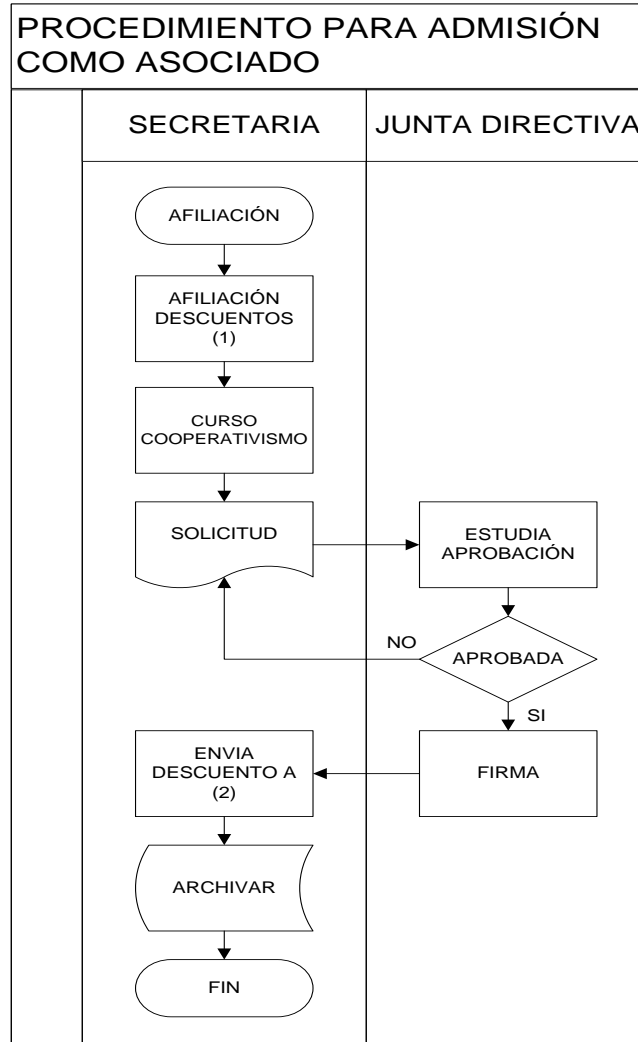 PROCEDIMIENTO PARA ADMISIÓN
COMO ASOCIADO
SECRETARIA
JUNTA DIRECTIVA
AFILIACIÓN
AFILIACIÓN
DESCUENTOS
(1)
CURSO
COOPERATIVISMO
SOLICITUD
ESTUDIA
APROBACIÓN
NO
APROBADA
SI
ENVIA
DESCUENTO A
(2)
FIRMA
ARCHIVAR
FIN